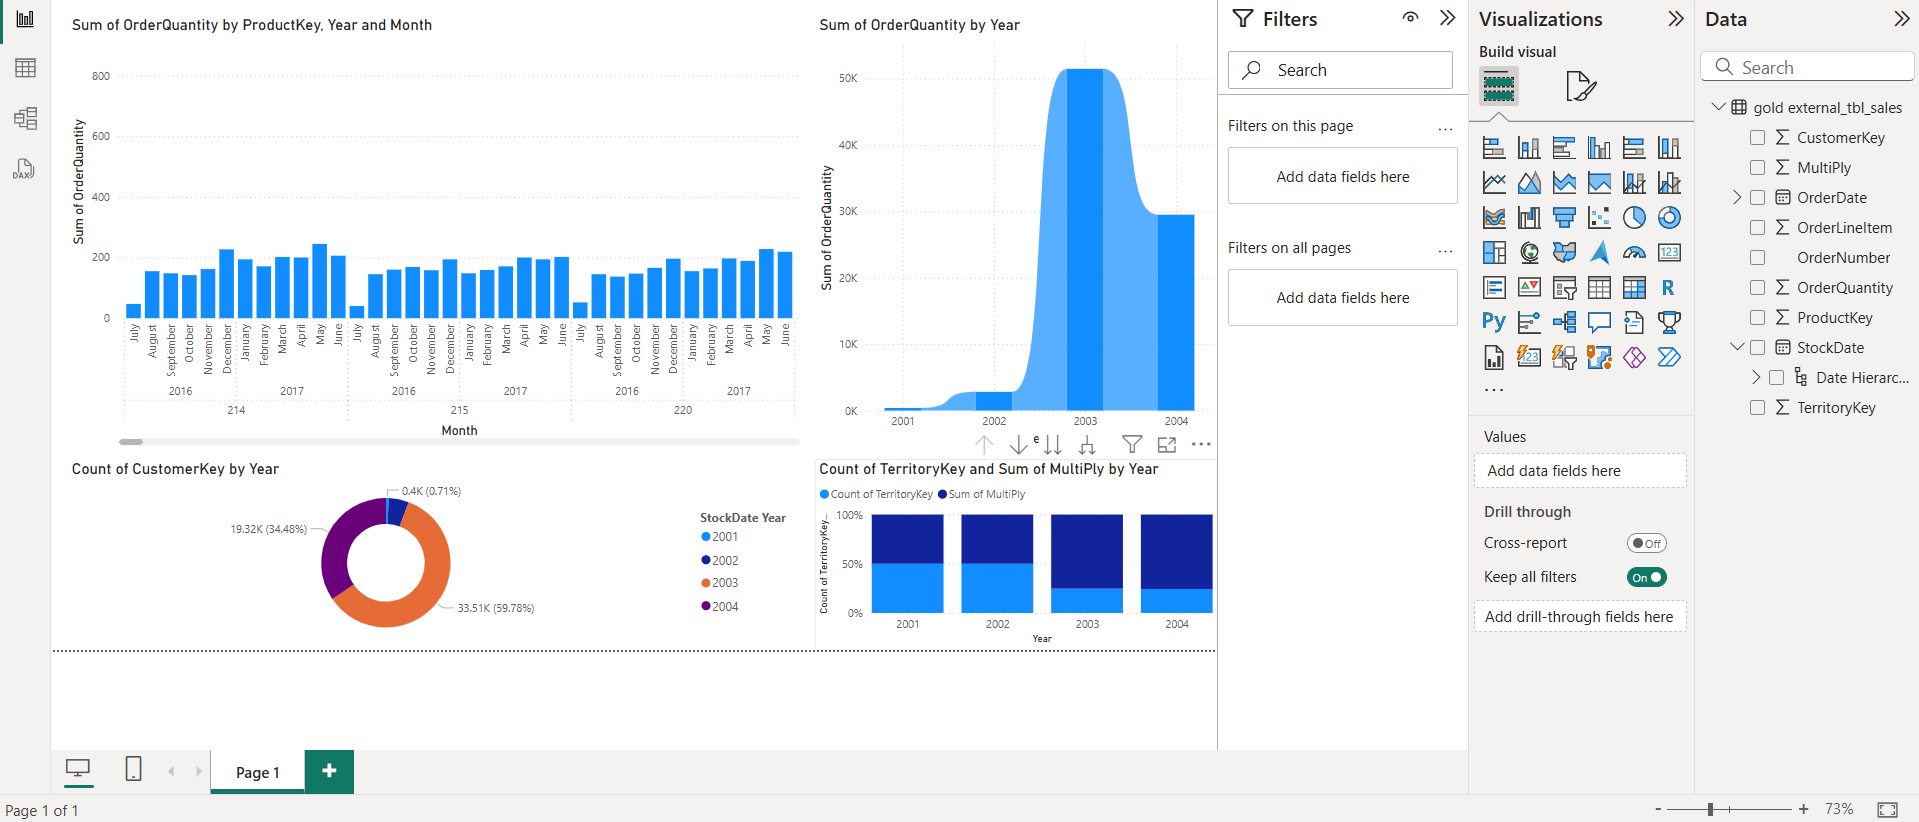 Sum of OrderQuantity by ProductKey, Year and Month
Sum of OrderQuantity
800
600
400
200
0
July
August
September
October
November
December
January
February
March
April
May
June
July
August
September
October
November
December
January
February
March
April
May
June
July
August
September
October
November
December
January
February
March
April
May
June
2016
2017
2016
2017
2016
2017
214
215
220
Month
Sum of OrderQuantity by Year
Sum of OrderQuantity
50K
40K
30K
20K
10K
0K
2001
2002
2003
2004
e
Count of CustomerKey by Year
0.4K (0.71%)
19.32K (34.48%)
33.51K (59.78%)
StockDate Year
2001
2002
2003
2004
Count of TerritoryKey and Sum of MultiPly by Year
Count of TerritoryKey Sum of MultiPly
Count of TerritoryKey...
100%
50%
0%
2001
2002
2003
2004
Year
Page 1
Page 1 of 1
Filters
Search
Filters on this page
Add data fields here
Filters on all pages
Add data fields here
Visualizations
Build visual
123
R
Py
123
Values
Add data fields here
Drill through
Cross-report
Off
Keep all filters
On
Add drill-through fields here
Data
Search
gold external_tbl_sales
CustomerKey
MultiPly
OrderDate
OrderLineItem
OrderNumber
OrderQuantity
ProductKey
StockDate
Date Hierarc...
TerritoryKey
DAX
- + 73%